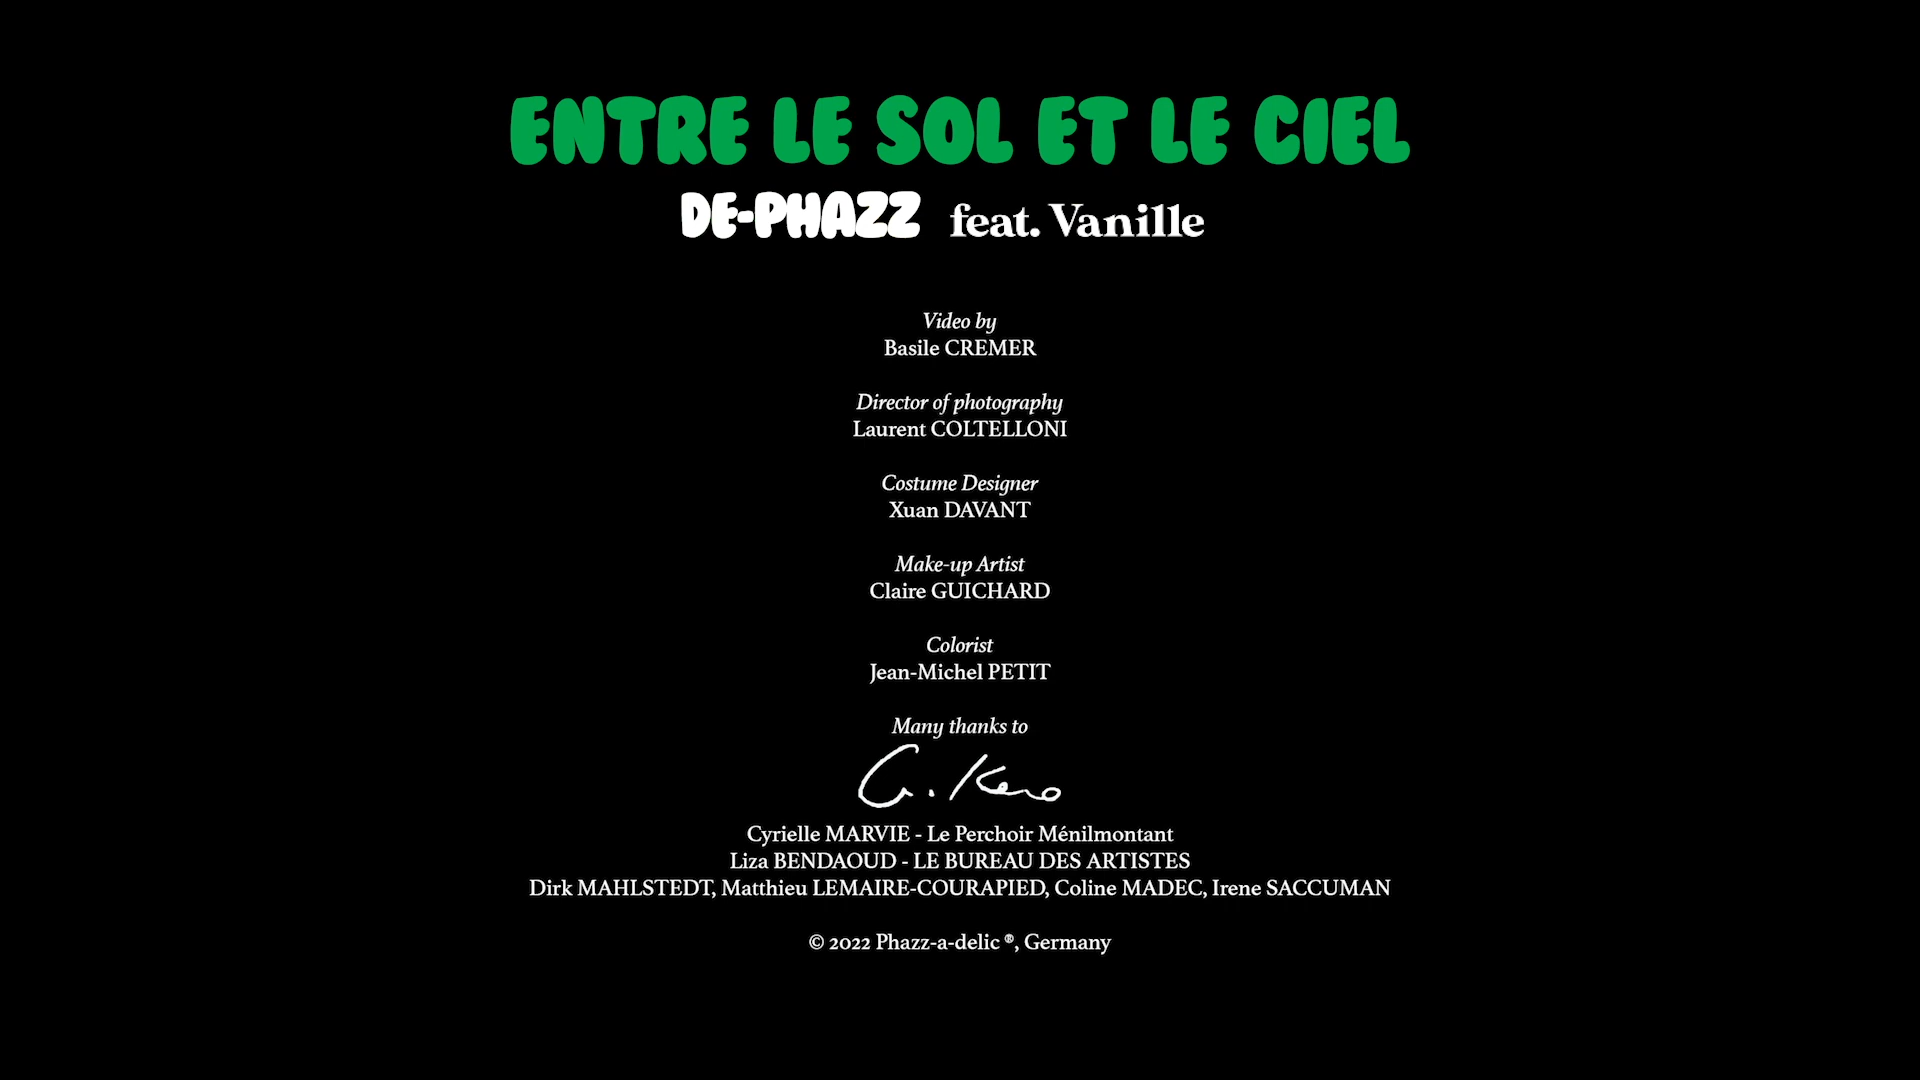 ENTRE LE SOL ET LE CIEL
DE-PHAZZ feat. Vanille
Video by
Basile CREMER
Director of photography
Laurent COLTELLONI
Costume Designer
Xuan DAVANT
Make-up Artist
Claire GUICHARD
Colorist
Jean-Michel PETIT
Many thanks to
Cyrielle MARVIE - Le Perchoir Ménilmontant
Liza BENDAOUD - LE BUREAU DES ARTISTES
Dirk MAHLSTEDT, Matthieu LEMAIRE-COURAPIED, Coline MADEC, Irene SACCUMAN
© 2022 Phazz-a-delic ®, Germany